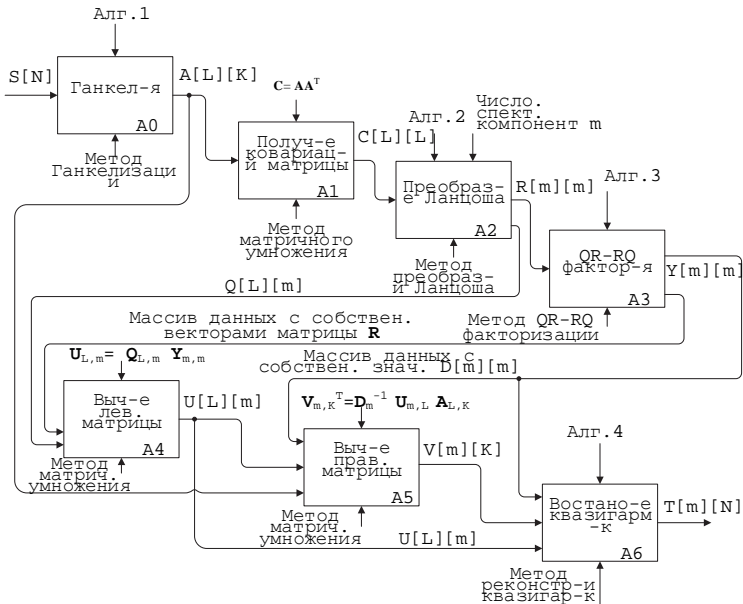 Алг.1
S[N]
Ганкел-я
A0
A[L][K]
Метод
Ганкелизаци
и
C= AA^T
Получ-е
ковариац-
й матрицы
A1
C[L][L]
Метод
матричного
умножения
Алг.2
Число.
спект.
компонент m
Преобраз-
е Ланцоша
A2
R[m][m]
Метод
преобраз-
и Ланцоша
Алг.3
QR-RQ
фактор-я
A3
Y[m][m]
Метод QR-RQ
факторизации
Q[L][m]
Массив данных с собствен.
векторами матрицы R
U_{L,m}= Q_{L,m} Y_{m,m}
Массив данных с
собствен. знач. D[m][m]
Выч-е
лев.
матрицы
A4
U[L][m]
Метод
матрич.
умножения
V_{m,K}^T=D_m^{-1} U_{m,L} A_{L,K}
Выч-е
прав.
матрицы
A5
V[m][K]
Метод
матрич.
умножения
U[L][m]
Алг.4
Востано-е
квазигарм
-к
A6
T[m][N]
Метод
реконстр-и
квазигар-к